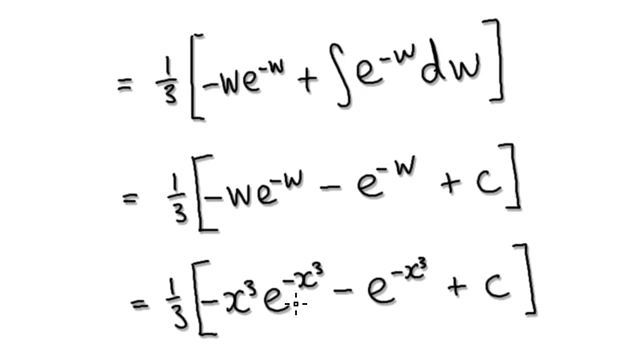 = 1/3 [-we^{-w} + ∫e^{-w} dw]
= 1/3 [-we^{-w} - e^{-w} + c]
= 1/3 [-x³e^{-x³} - e^{-x³} + c]